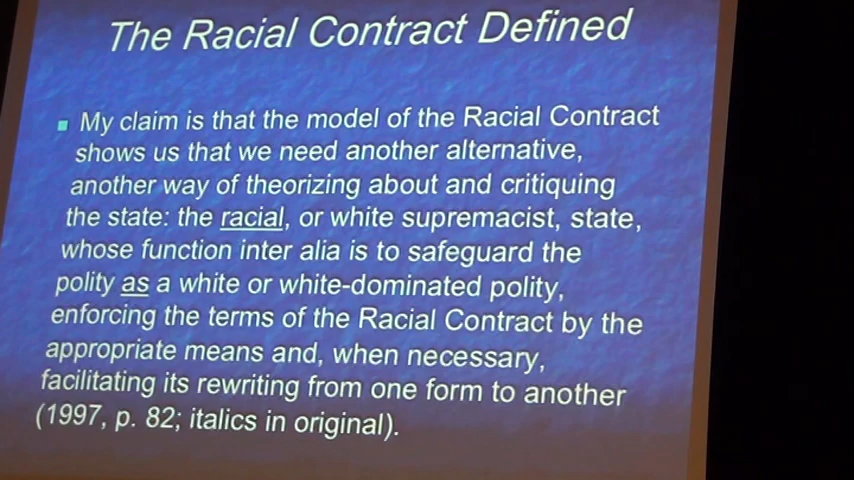 The Racial Contract Defined
My claim is that the model of the Racial Contract
shows us that we need another alternative,
another way of theorizing about and critiquing
the state: the racial, or white supremacist, state,
whose function inter alia is to safeguard the
polity as a white or white-dominated polity,
enforcing the terms of the Racial Contract by the
appropriate means and, when necessary,
facilitating its rewriting from one form to another
(1997, p. 82; italics in original).